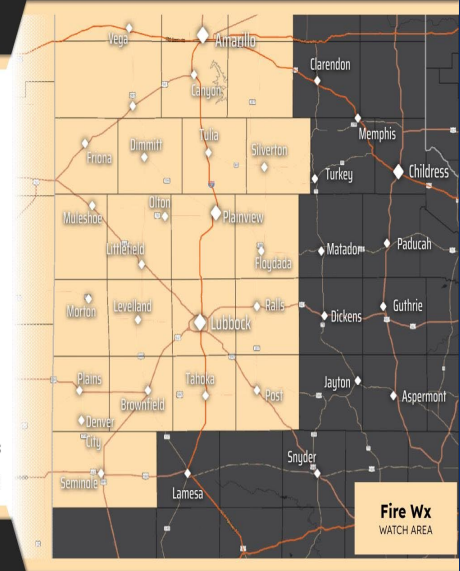 Vega
Amarillo
Canyon
Clarendon
Memphis
Childress
Friona
Dimmitt
Tulia
Silverton
Turkey
Muleshoe
Olton
Plainview
Littlefield
Floydada
Matador
Paducah
Morton
Levelland
Lubbock
Ralls
Dickens
Guthrie
Plains
Brownfield
Tahoka
Post
Jayton
Aspermont
Denver
City
Seminole
Lamesa
Snyder
Fire Wx
WATCH AREA